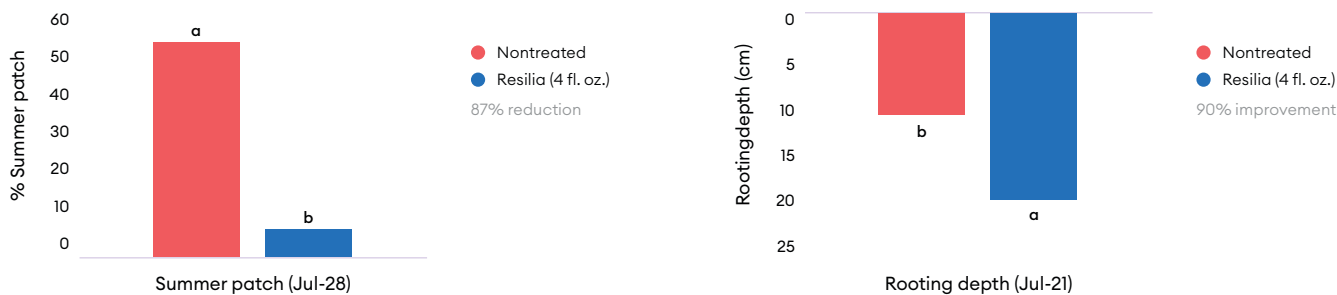 % Summer patch
60
50
40
30
20
10
0
a
b
Summer patch (Jul-28)
Nontreated
Resilia (4 fl. oz.)
87% reduction
Rootingdepth (cm)
0
5
10
15
20
25
b
a
Rooting depth (Jul-21)
Nontreated
Resilia (4 fl. oz.)
90% improvement